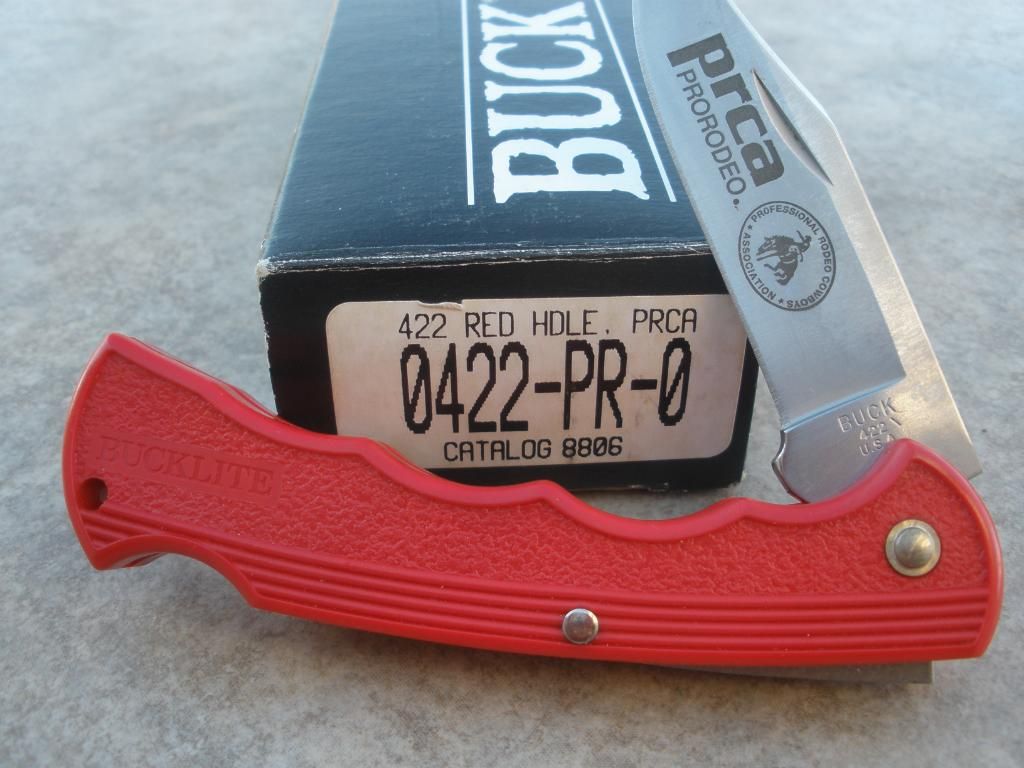 BUCK
422 RED HDLE. PRCA
0422-PR-0
CATALOG 8806
prca
PRORODEO.
PROFESSIONAL RODEO COWBOYS ★ ASSOCIATION ★
BUCK
422
U.S.A
BUCKLITE